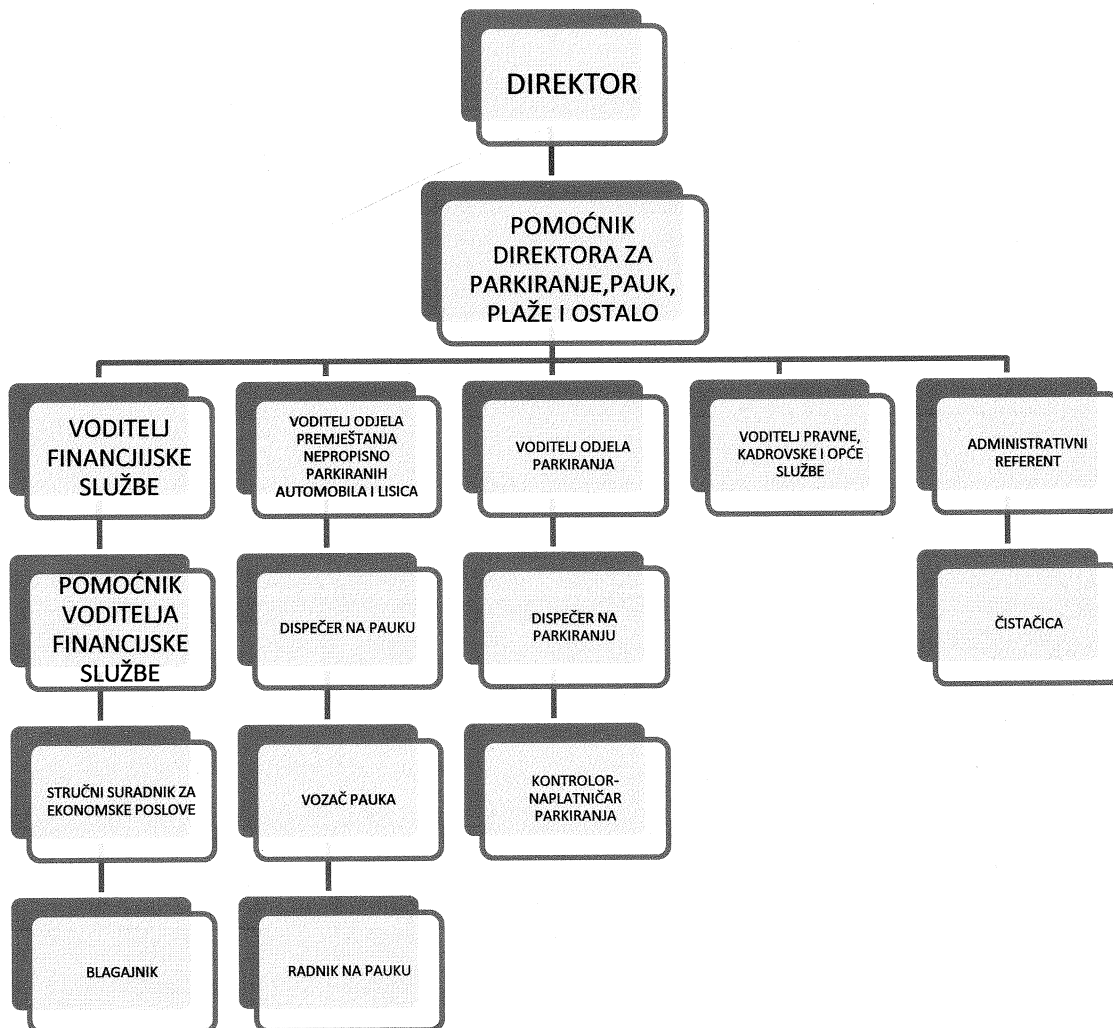 DIREKTOR
POMOĆNIK
DIREKTORA ZA
PARKIRANJE,PAUK,
PLAŽE I OSTALO
VODITELJ
FINANCJIJSKE
SLUŽBE
VODITELJ ODJELA
PREMJEŠTANJA
NEPROPISNO
PARKIRANIH
AUTOMOBILA I LISICA
VODITELJ ODJELA
PARKIRANJA
VODITELJ PRAVNE,
KADROVSKE I OPĆE
SLUŽBE
ADMINISTRATIVNI
REFERENT
POMOĆNIK
VODITELJA
FINANCIJSKE
SLUŽBE
DISPEČER NA PAUKU
DISPEČER NA
PARKIRANJU
ČISTAČICA
STRUČNI SURADNIK ZA
EKONOMSKE POSLOVE
VOZAČ PAUKA
KONTROLOR-
NAPLATNIČAR
PARKIRANJA
BLAGAJNIK
RADNIK NA PAUKU